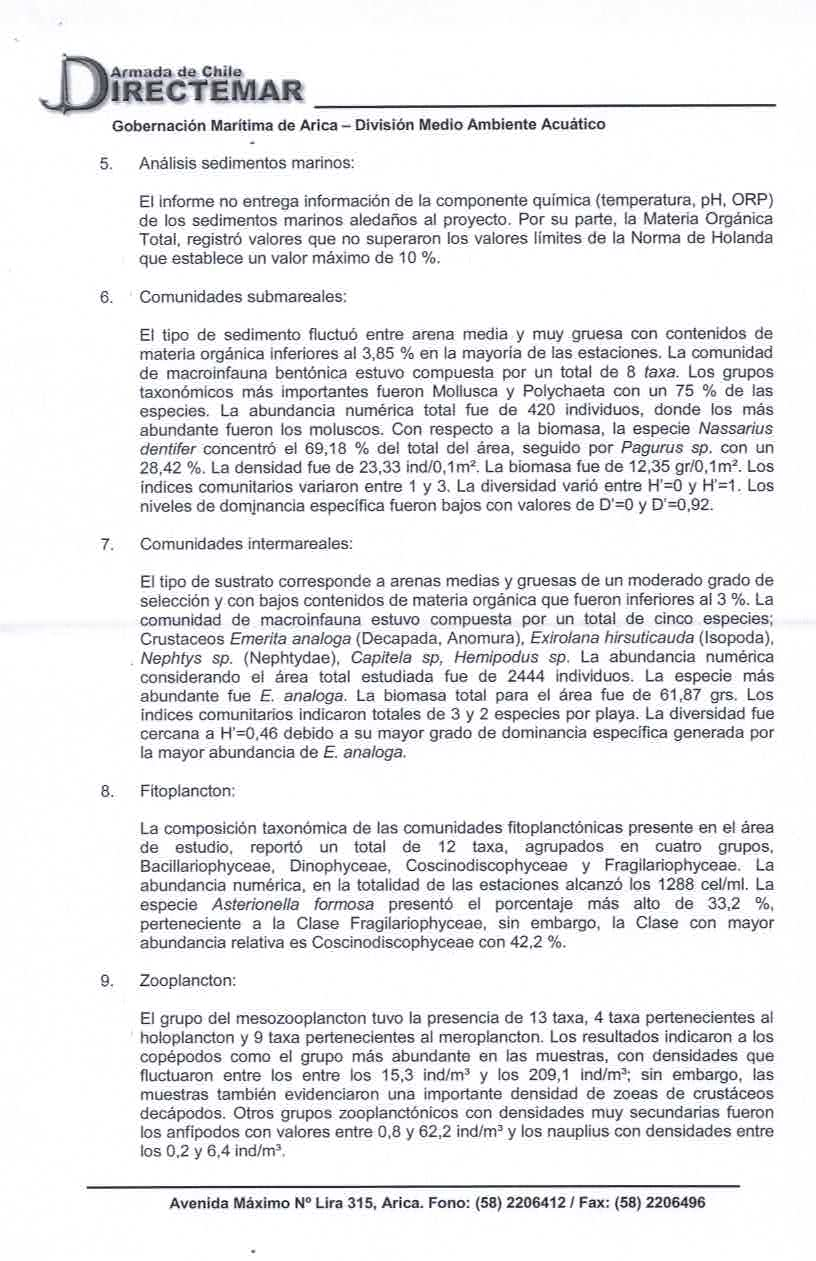 Armada de Chile
DIRECTEMAR
Gobernación Marítima de Arica – División Medio Ambiente Acuático
5. Análisis sedimentos marinos:
El informe no entrega información de la componente química (temperatura, pH, ORP)
de los sedimentos marinos aledaños al proyecto. Por su parte, la Materia Orgánica
Total, registró valores que no superaron los valores límites de la Norma de Holanda
que establece un valor máximo de 10 %.
6. Comunidades submareales:
El tipo de sedimento fluctuó entre arena media y muy gruesa con contenidos de
materia orgánica inferiores al 3,85 % en la mayoría de las estaciones. La comunidad
de macroinfauna bentónica estuvo compuesta por un total de 8 taxa. Los grupos
taxonómicos más importantes fueron Mollusca y Polychaeta con un 75 % de las
especies. La abundancia numérica total fue de 420 individuos, donde los más
abundante fueron los moluscos. Con respecto a la biomasa, la especie Nassarius
dentifer concentró el 69,18 % del total del área, seguido por Pagurus sp. con un
28,42 %. La densidad fue de 23,33 ind/0,1m². La biomasa fue de 12,35 gr/0,1m². Los
índices comunitarios variaron entre 1 y 3. La diversidad varió entre H'=0 y H'=1. Los
niveles de dominancia específica fueron bajos con valores de D'=0 y D'=0,92.
7. Comunidades intermareales:
El tipo de sustrato corresponde a arenas medias y gruesas de un moderado grado de
selección y con bajos contenidos de materia orgánica que fueron inferiores al 3 %. La
comunidad de macroinfauna estuvo compuesta por un total de cinco especies;
Crustaceos Emerita analoga (Decapada, Anomura), Exirolana hirsuticauda (Isopoda),
Nephtys sp. (Nephtydae), Capitela sp, Hemipodus sp. La abundancia numérica
considerando el área total estudiada fue de 2444 individuos. La especie más
abundante fue E. analoga. La biomasa total para el área fue de 61,87 grs. Los
índices comunitarios indicaron totales de 3 y 2 especies por playa. La diversidad fue
cercana a H'=0,46 debido a su mayor grado de dominancia específica generada por
la mayor abundancia de E. analoga.
8. Fitoplancton:
La composición taxonómica de las comunidades fitoplanctónicas presente en el área
de estudio, reportó un total de 12 taxa, agrupados en cuatro grupos,
Bacillariophyceae, Dinophyceae, Coscinodiscophyceae y Fragilariophyceae. La
abundancia numérica, en la totalidad de las estaciones alcanzó los 1288 cel/ml. La
especie Asterionella formosa presentó el porcentaje más alto de 33,2 %,
perteneciente a la Clase Fragilariophyceae, sin embargo, la Clase con mayor
abundancia relativa es Coscinodiscophyceae con 42,2 %.
9. Zooplancton:
El grupo del mesozooplancton tuvo la presencia de 13 taxa, 4 taxa pertenecientes al
holoplancton y 9 taxa pertenecientes al meroplancton. Los resultados indicaron a los
copépodos como el grupo más abundante en las muestras, con densidades que
fluctuaron entre los entre los 15,3 ind/m³ y los 209,1 ind/m³; sin embargo, las
muestras también evidenciaron una importante densidad de zoeas de crustáceos
decápodos. Otros grupos zooplanctónicos con densidades muy secundarias fueron
los anfípodos con valores entre 0,8 y 62,2 ind/m³ y los nauplius con densidades entre
los 0,2 y 6,4 ind/m³.
Avenida Máximo Nº Lira 315, Arica. Fono: (58) 2206412 / Fax: (58) 2206496